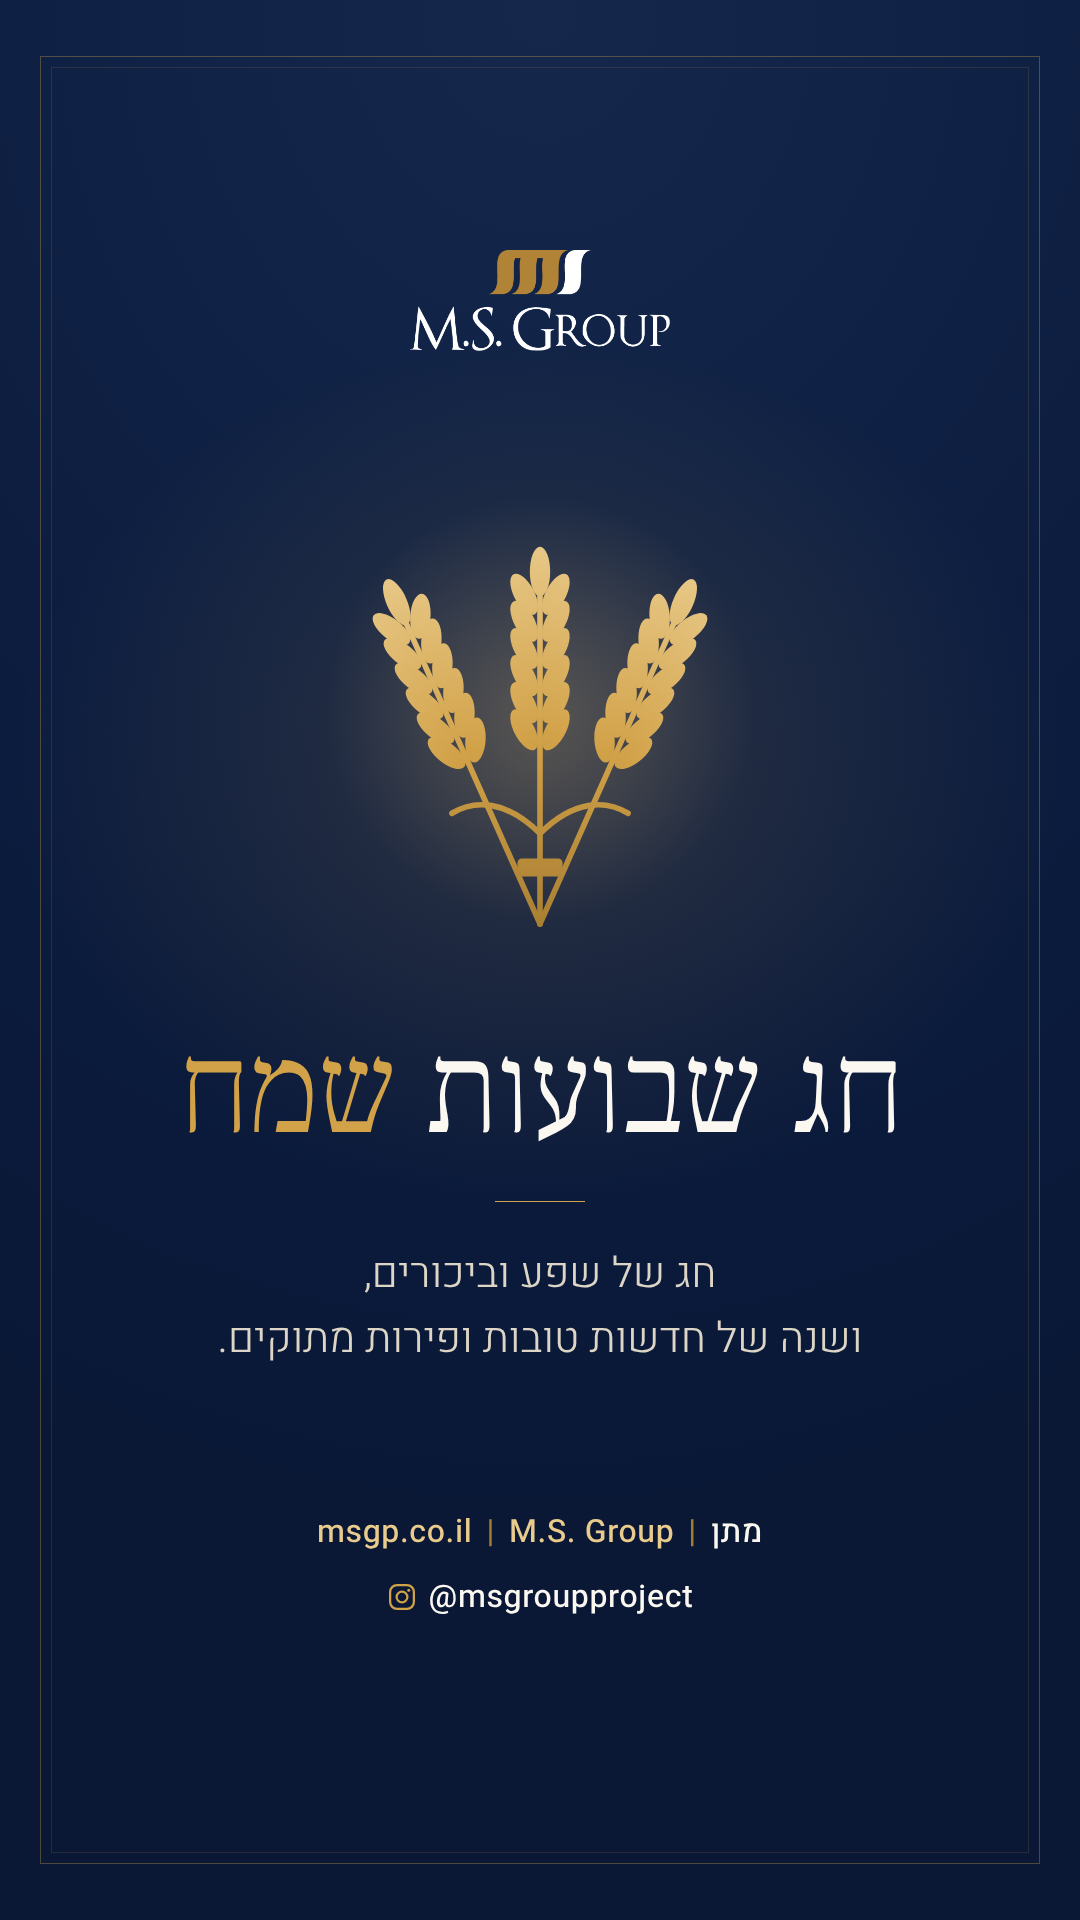 M.S. GROUP
חג שבועות שמח
חג של שפע וביכורים,
ושנה של חדשות טובות ופירות מתוקים.
מתן | M.S. Group | msgp.co.il
@msgroupproject